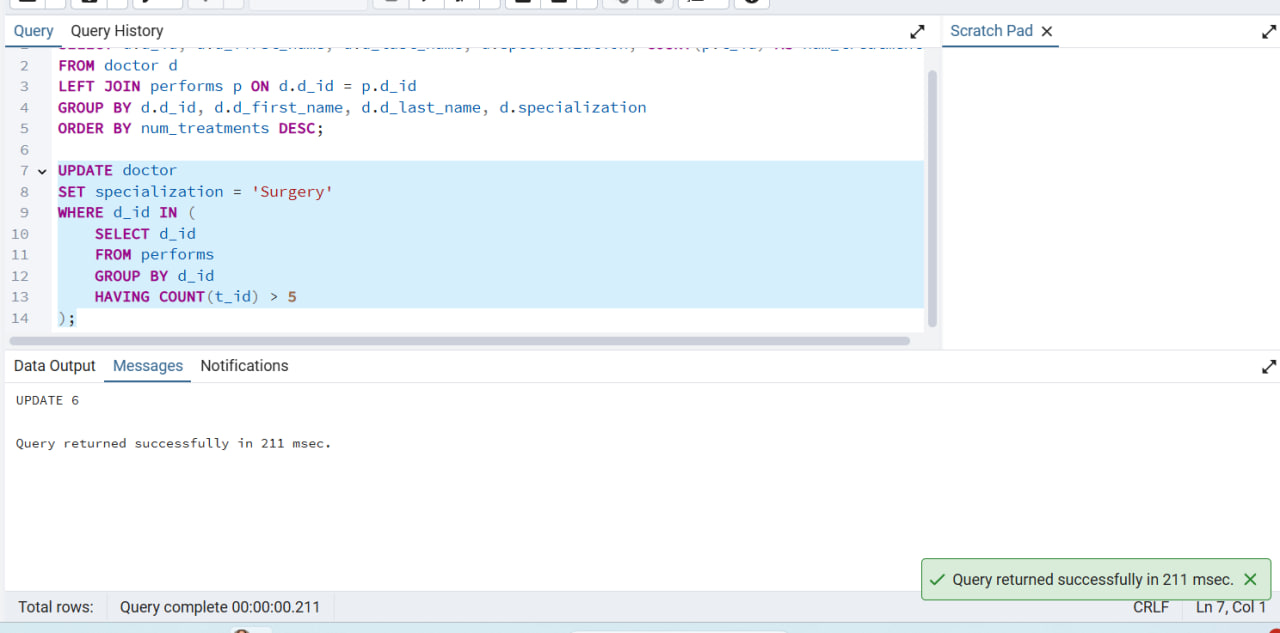 Query Query History
Scratch Pad
2 FROM doctor d
3 LEFT JOIN performs p ON d.d_id = p.d_id
4 GROUP BY d.d_id, d.d_first_name, d.d_last_name, d.specialization
5 ORDER BY num_treatments DESC;
6
7 UPDATE doctor
8 SET specialization = 'Surgery'
9 WHERE d_id IN (
10 SELECT d_id
11 FROM performs
12 GROUP BY d_id
13 HAVING COUNT(t_id) > 5
14 );
Data Output Messages Notifications
UPDATE 6
Query returned successfully in 211 msec.
Query returned successfully in 211 msec.
Total rows: Query complete 00:00:00.211 CRLF Ln 7, Col 1